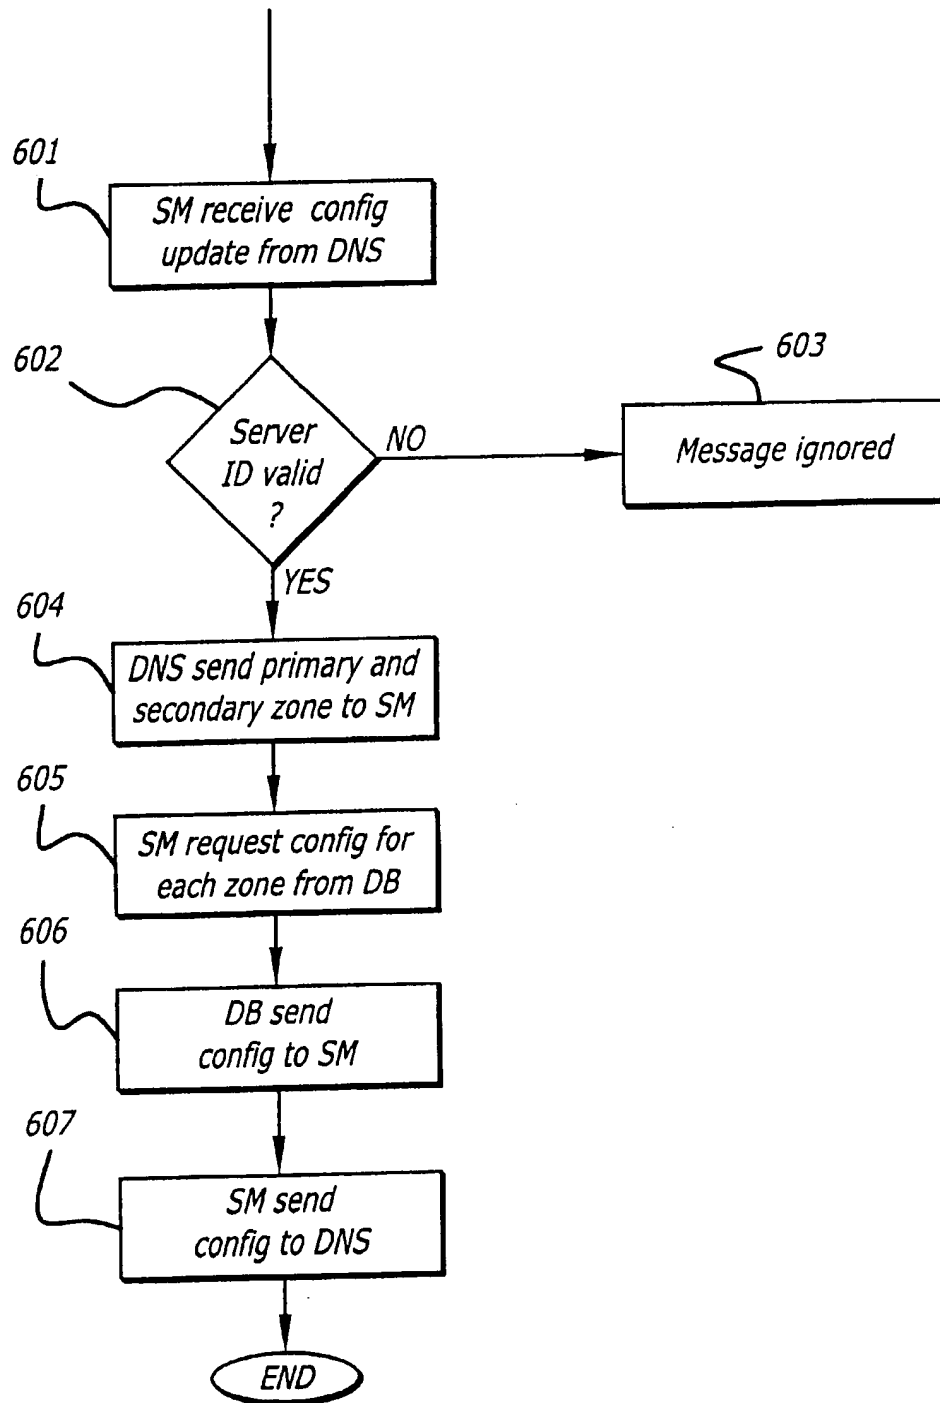 601
SM receive config
update from DNS
602
Server
ID valid
?
NO
603
Message ignored
YES
604
DNS send primary and
secondary zone to SM
605
SM request config for
each zone from DB
606
DB send
config to SM
607
SM send
config to DNS
END